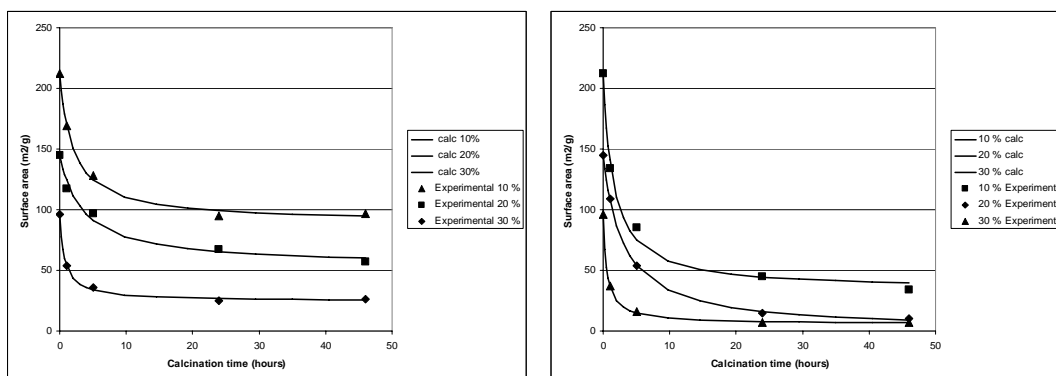 250
200
150
100
50
0
Surface area (m2/g)
0 10 20 30 40 50
Calcination time (hours)
calc 10%
calc 20%
calc 30%
Experimental 10 %
Experimental 20 %
Experimental 30 %
250
200
150
100
50
0
Surface area (m2/g)
0 10 20 30 40 50
Calcination time (hours)
10 % calc
20 % calc
30 % calc
10 % Experiment
20 % Experiment
30 % Experiment